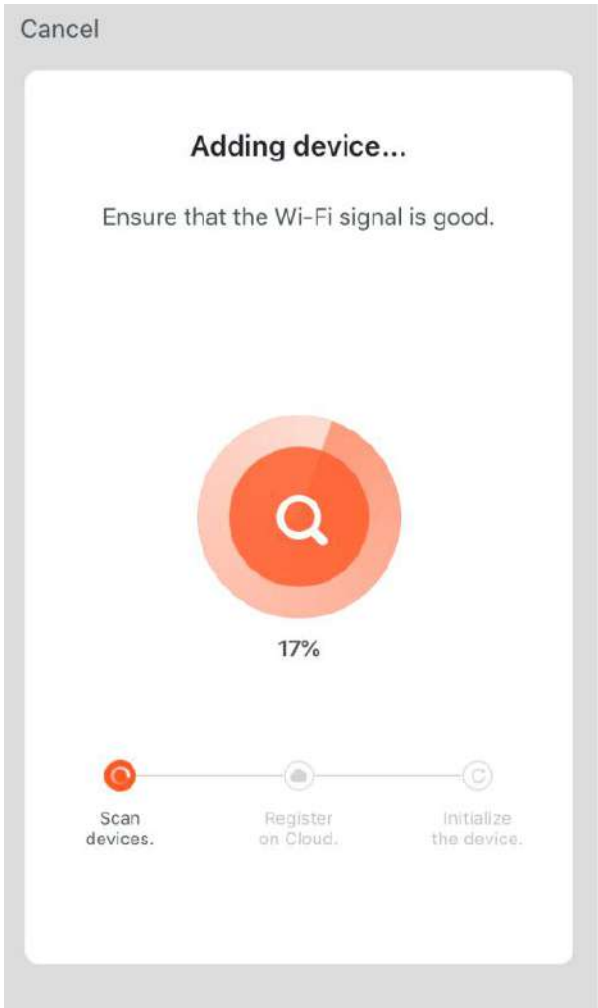 Cancel
Adding device...
Ensure that the Wi-Fi signal is good.
17%
Scan
devices.
Register
on Cloud.
Initialize
the device.